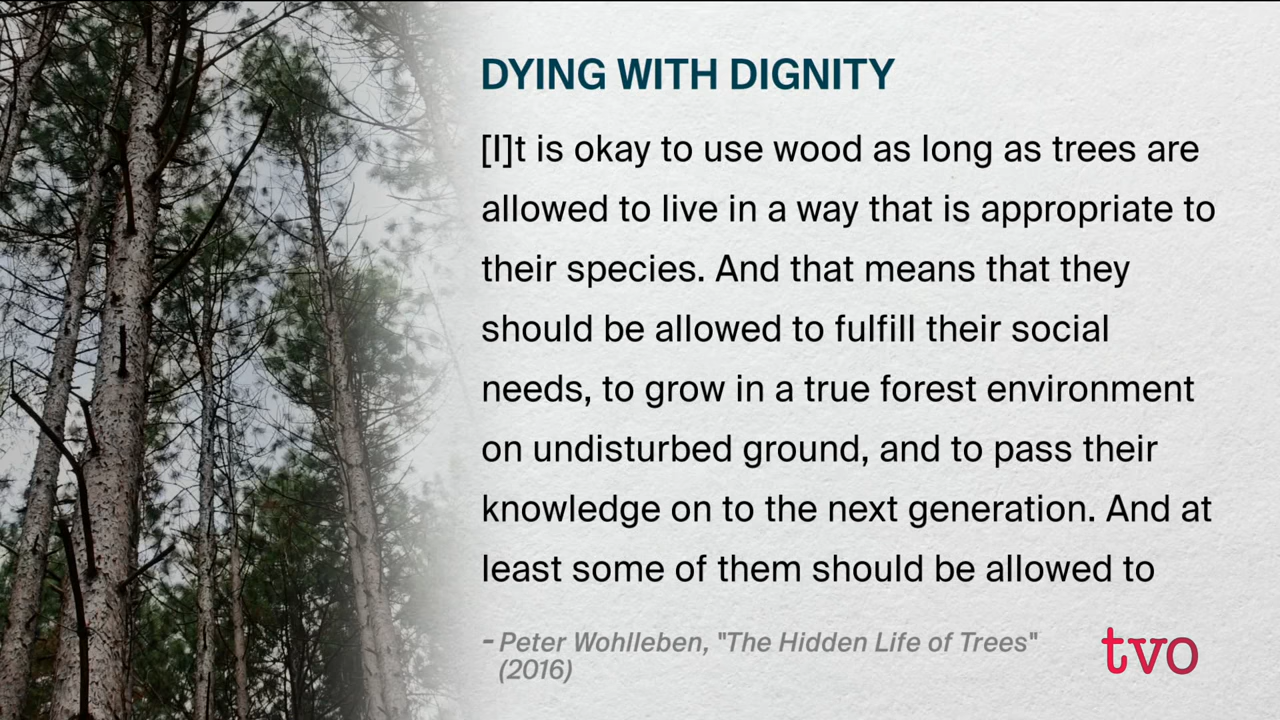 DYING WITH DIGNITY
[I]t is okay to use wood as long as trees are
allowed to live in a way that is appropriate to
their species. And that means that they
should be allowed to fulfill their social
needs, to grow in a true forest environment
on undisturbed ground, and to pass their
knowledge on to the next generation. And at
least some of them should be allowed to
- Peter Wohlleben, "The Hidden Life of Trees"
(2016)
tvo